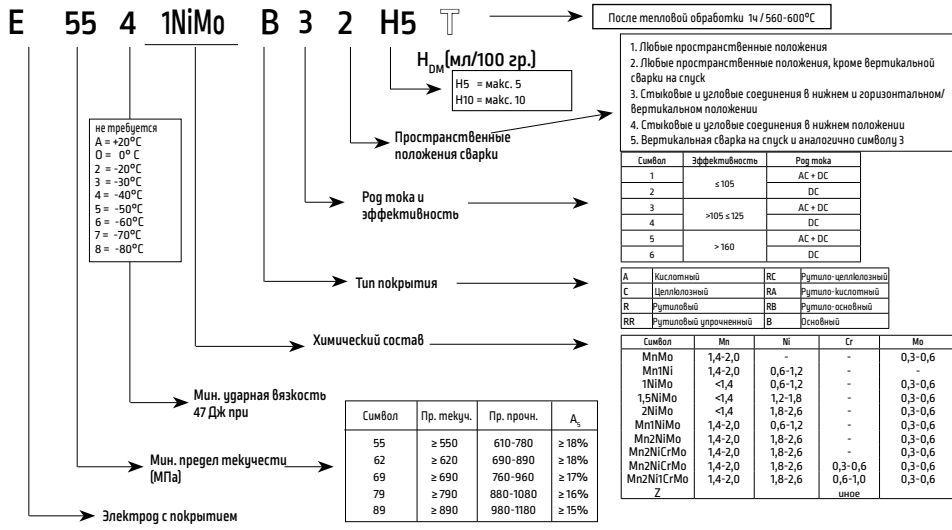 E 55 4 1NiMo B 3 2 H5 T
После тепловой обработки 1ч / 560-600°C
H_DM(мл/100 гр.)
H5 = макс. 5
H10 = макс. 10
1. Любые пространственные положения
2. Любые пространственные положения, кроме вертикальной
сварки на спуск
3. Стыковые и угловые соединения в нижнем и горизонтальном/
вертикальном положении
4. Стыковые и угловые соединения в нижнем положении
5. Вертикальная сварка на спуск и аналогично символу 3
не требуется
A = +20°C
0 = 0° C
2 = -20°C
3 = -30°C
4 = -40°C
5 = -50°C
6 = -60°C
7 = -70°C
8 = -80°C
Пространственные
положения сварки
Символ Эффективность Род тока
1 ≤ 105 AC + DC
2 DC
3 >105 ≤ 125 AC + DC
4 DC
5 > 160 AC + DC
6 DC
Род тока и
эффективность
A Кислотный RC Рутило-целлюлозный
C Целлюлозный RA Рутило-кислотный
R Рутиловый RB Рутило-основный
RR Рутиловый упрочненный B Основный
Тип покрытия
Химический состав
Символ Mn Ni Cr Mo
MnMo 1,4-2,0 - - 0,3-0,6
Mn1Ni 1,4-2,0 0,6-1,2 - -
1NiMo <1,4 0,6-1,2 - 0,3-0,6
1,5NiMo <1,4 1,2-1,8 - 0,3-0,6
2NiMo <1,4 1,8-2,6 - 0,3-0,6
Mn1NiMo 1,4-2,0 0,6-1,2 - 0,3-0,6
Mn2NiMo 1,4-2,0 1,8-2,6 - 0,3-0,6
Mn2NiCrMo 1,4-2,0 1,8-2,6 - 0,3-0,6
Mn2NiCrMo 1,4-2,0 1,8-2,6 0,3-0,6 0,3-0,6
Mn2Ni1CrMo 1,4-2,0 1,8-2,6 0,6-1,0 0,3-0,6
Z иное
Мин. ударная вязкость
47 Дж при
Символ Пр. текуч. Пр. прочн. A5
55 ≥ 550 610-780 ≥ 18%
62 ≥ 620 690-890 ≥ 18%
69 ≥ 690 760-960 ≥ 17%
79 ≥ 790 880-1080 ≥ 16%
89 ≥ 890 980-1180 ≥ 15%
Мин. предел текучести
(МПа)
Электрод с покрытием